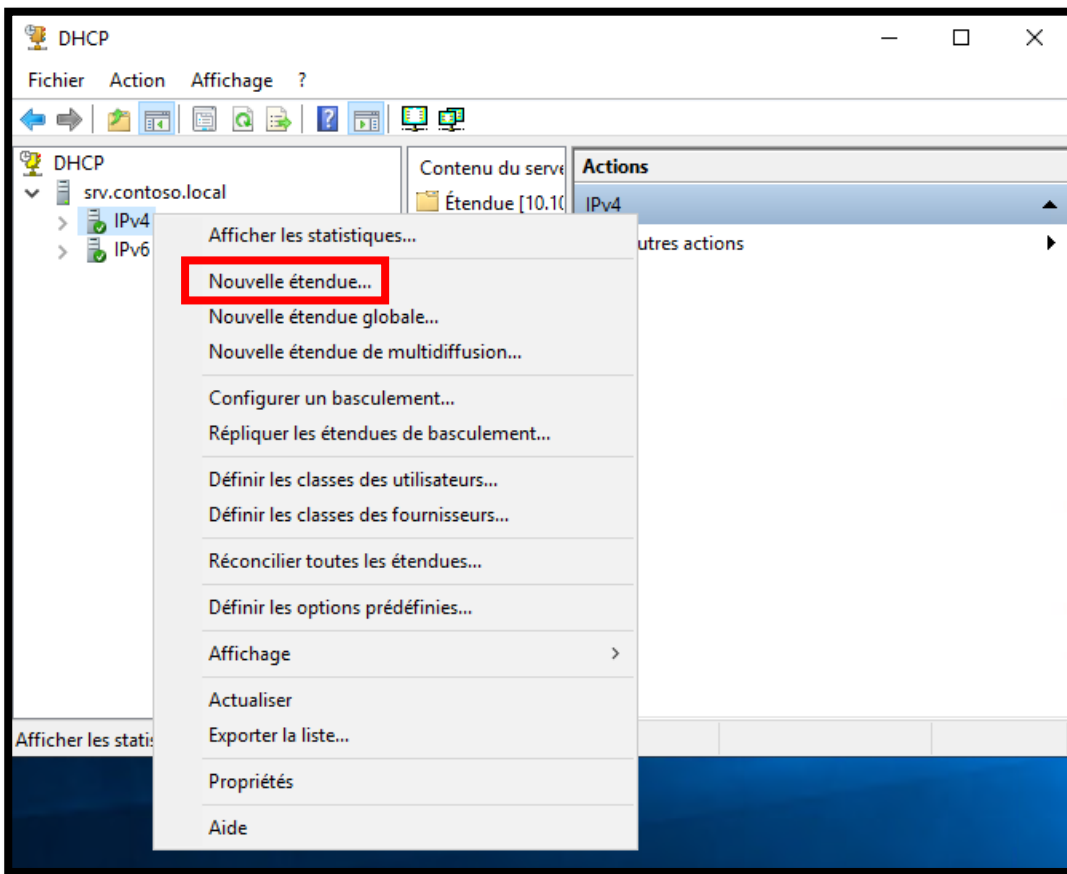 DHCP
Fichier Action Affichage ?
DHCP
srv.contoso.local
IPv4
IPv6
Contenu du serve
Étendue [10.10
Actions
IPv4
utres actions
Afficher les statistiques...
Nouvelle étendue...
Nouvelle étendue globale...
Nouvelle étendue de multidiffusion...
Configurer un basculement...
Répliquer les étendues de basculement...
Définir les classes des utilisateurs...
Définir les classes des fournisseurs...
Réconcilier toutes les étendues...
Définir les options prédéfinies...
Affichage
Actualiser
Exporter la liste...
Propriétés
Aide
Afficher les statis